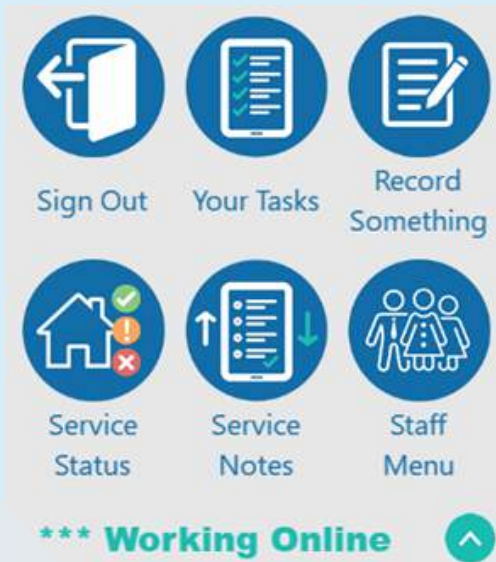 Sign Out
Your Tasks
Record
Something
Service
Status
Service
Notes
Staff
Menu
*** Working Online